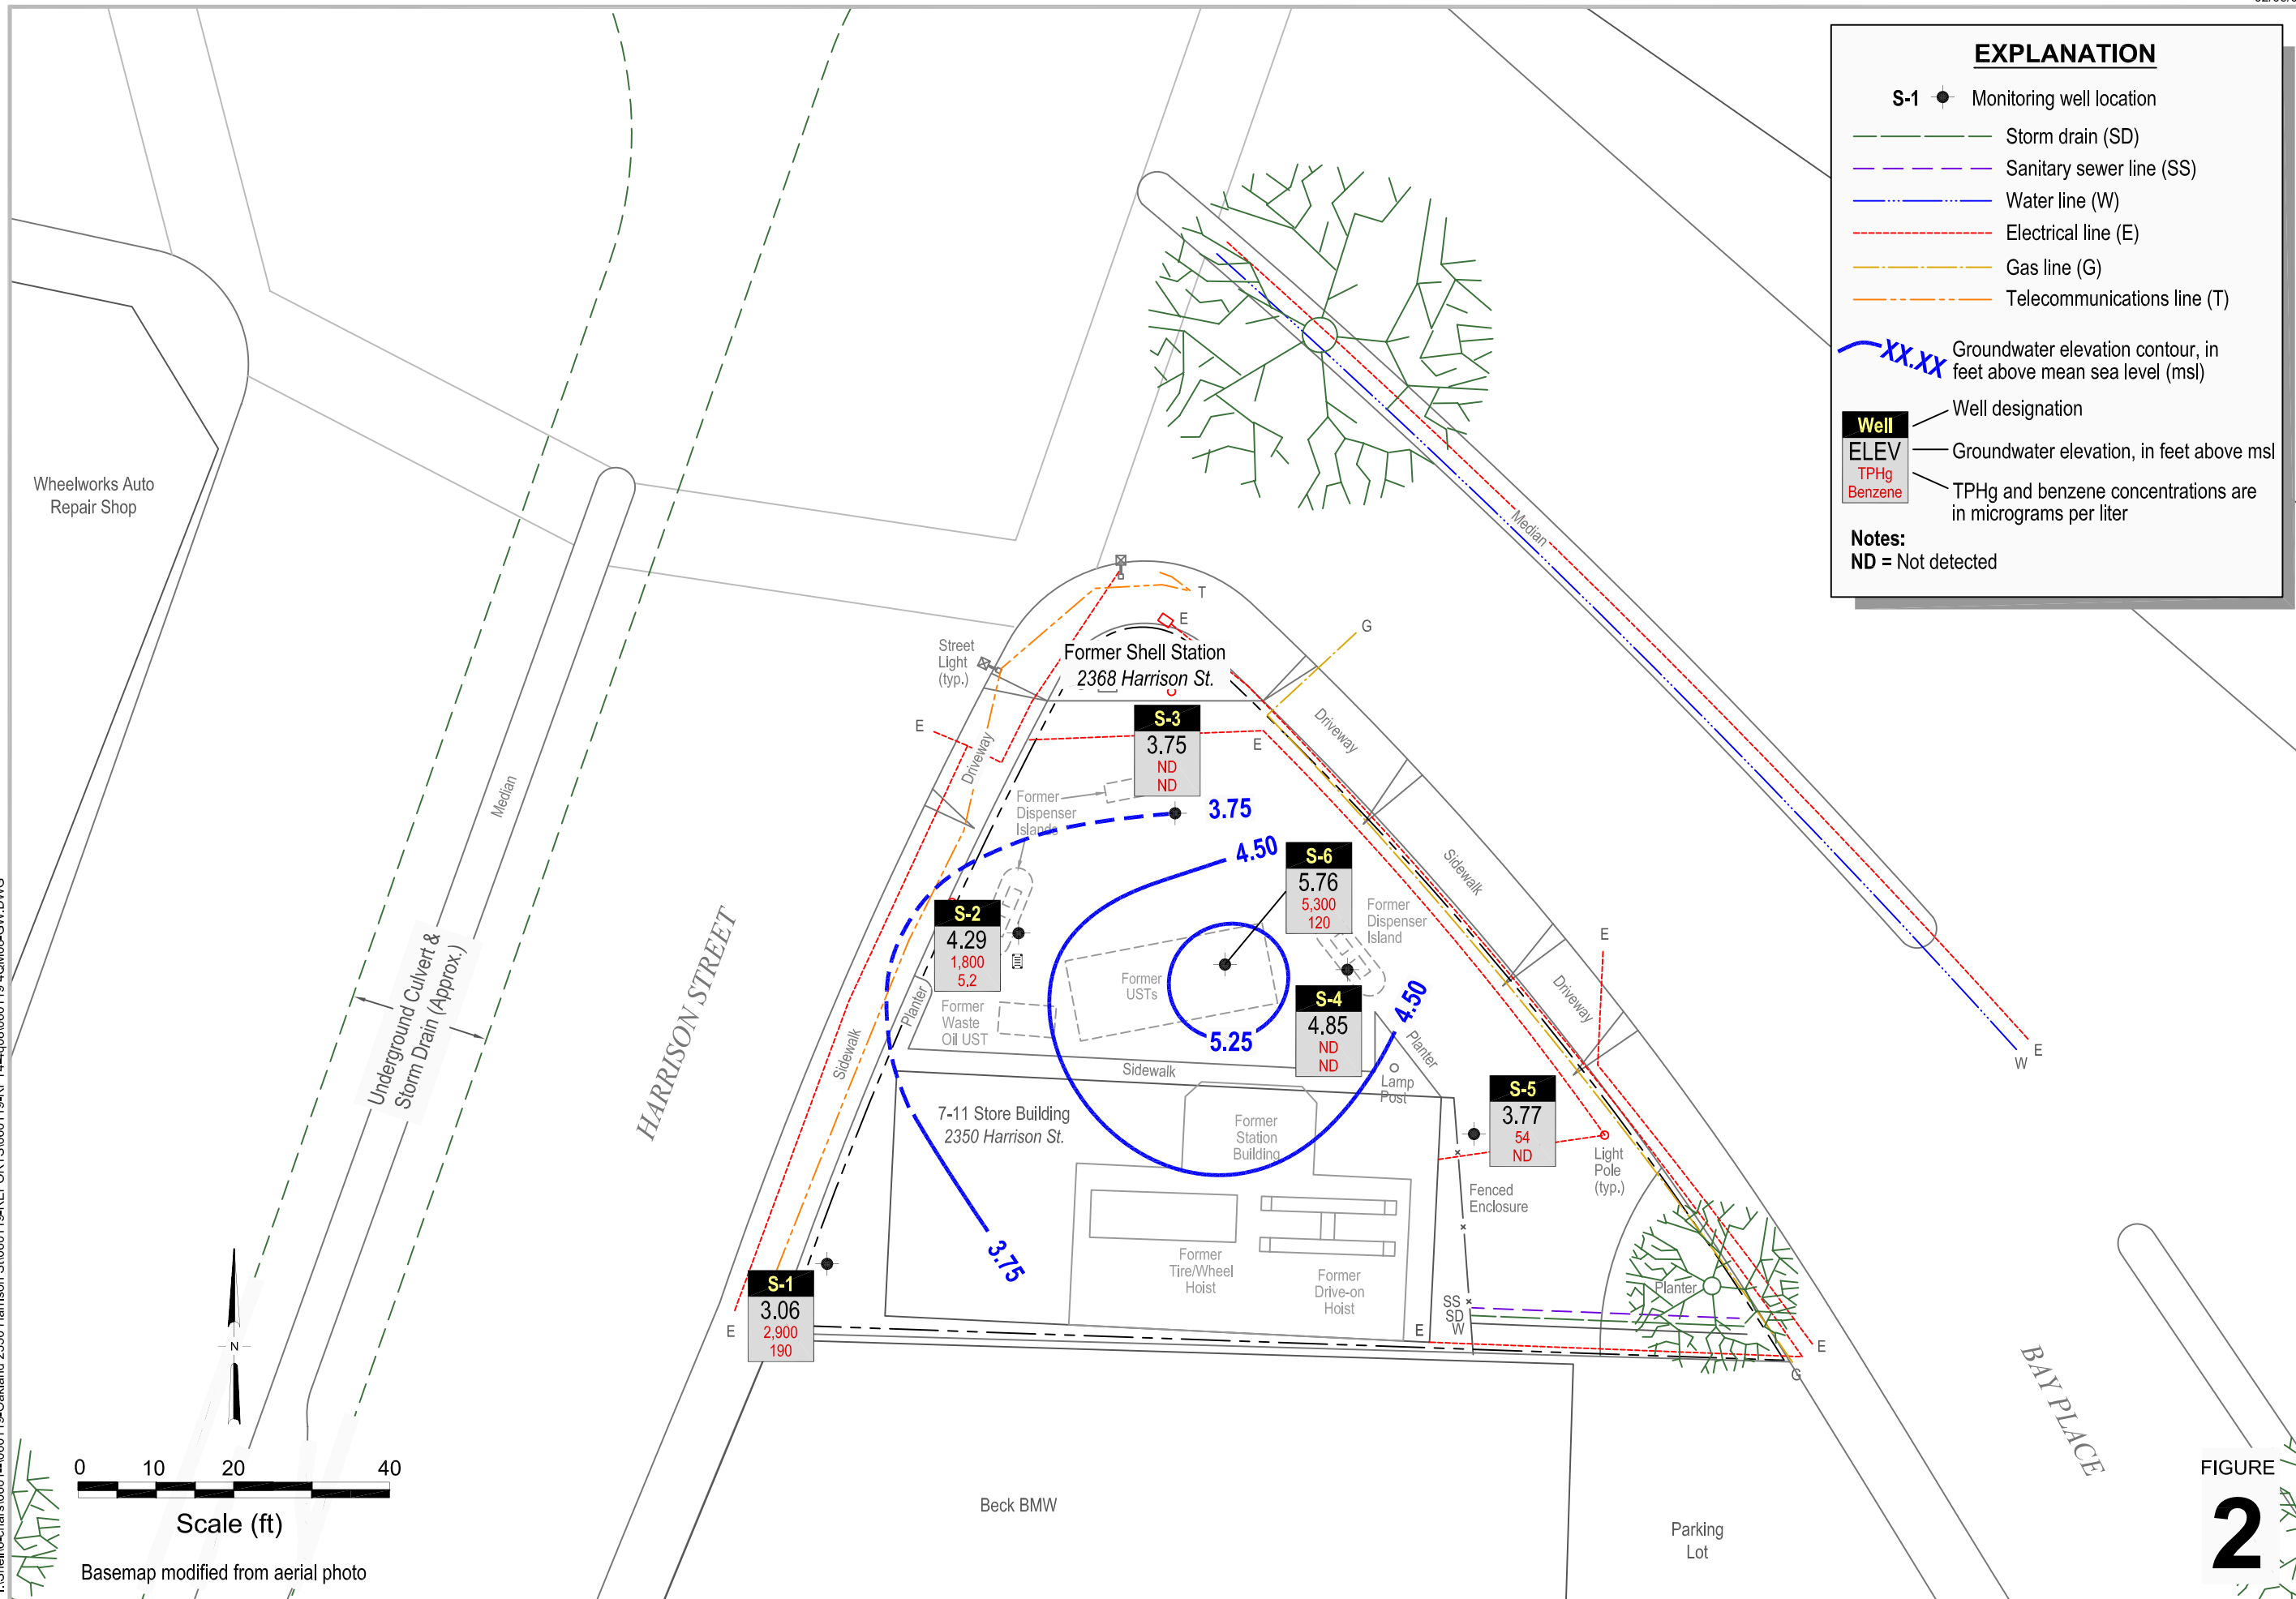 EXPLANATION
S-1 Monitoring well location
Storm drain (SD)
Sanitary sewer line (SS)
Water line (W)
Electrical line (E)
Gas line (G)
Telecommunications line (T)
XX.XX
Groundwater elevation contour, in
feet above mean sea level (msl)
Well
ELEV
TPHg
Benzene
Well designation
Groundwater elevation, in feet above msl
TPHg and benzene concentrations are
in micrograms per liter
Notes:
ND = Not detected
Wheelworks Auto
Repair Shop
Median
Median
Underground Culvert &
Storm Drain (Approx.)
HARRISON STREET
Street
Light
(typ.)
T
E
G
Former Shell Station
2368 Harrison St.
E
E
Driveway
Driveway
Driveway
Sidewalk
Sidewalk
S-3
3.75
ND
ND
Former
Dispenser
Islands
3.75
4.50
S-6
5.76
5,300
120
Former
Dispenser
Island
S-2
4.29
1,800
5.2
Planter
Former
Waste
Oil UST
Former
USTs
5.25
S-4
4.85
ND
ND
4.50
Planter
E
Sidewalk
Lamp
Post
7-11 Store Building
2350 Harrison St.
Former
Station
Building
S-5
3.77
54
ND
Light
Pole
(typ.)
Fenced
Enclosure
3.75
Former
Tire/Wheel
Hoist
Former
Drive-on
Hoist
S-1
3.06
2,900
190
E
E
SS
SD
W
Planter
E
G
E
W
BAY PLACE
N
0 10 20 40
Scale (ft)
Basemap modified from aerial photo
Beck BMW
Parking
Lot
FIGURE
2